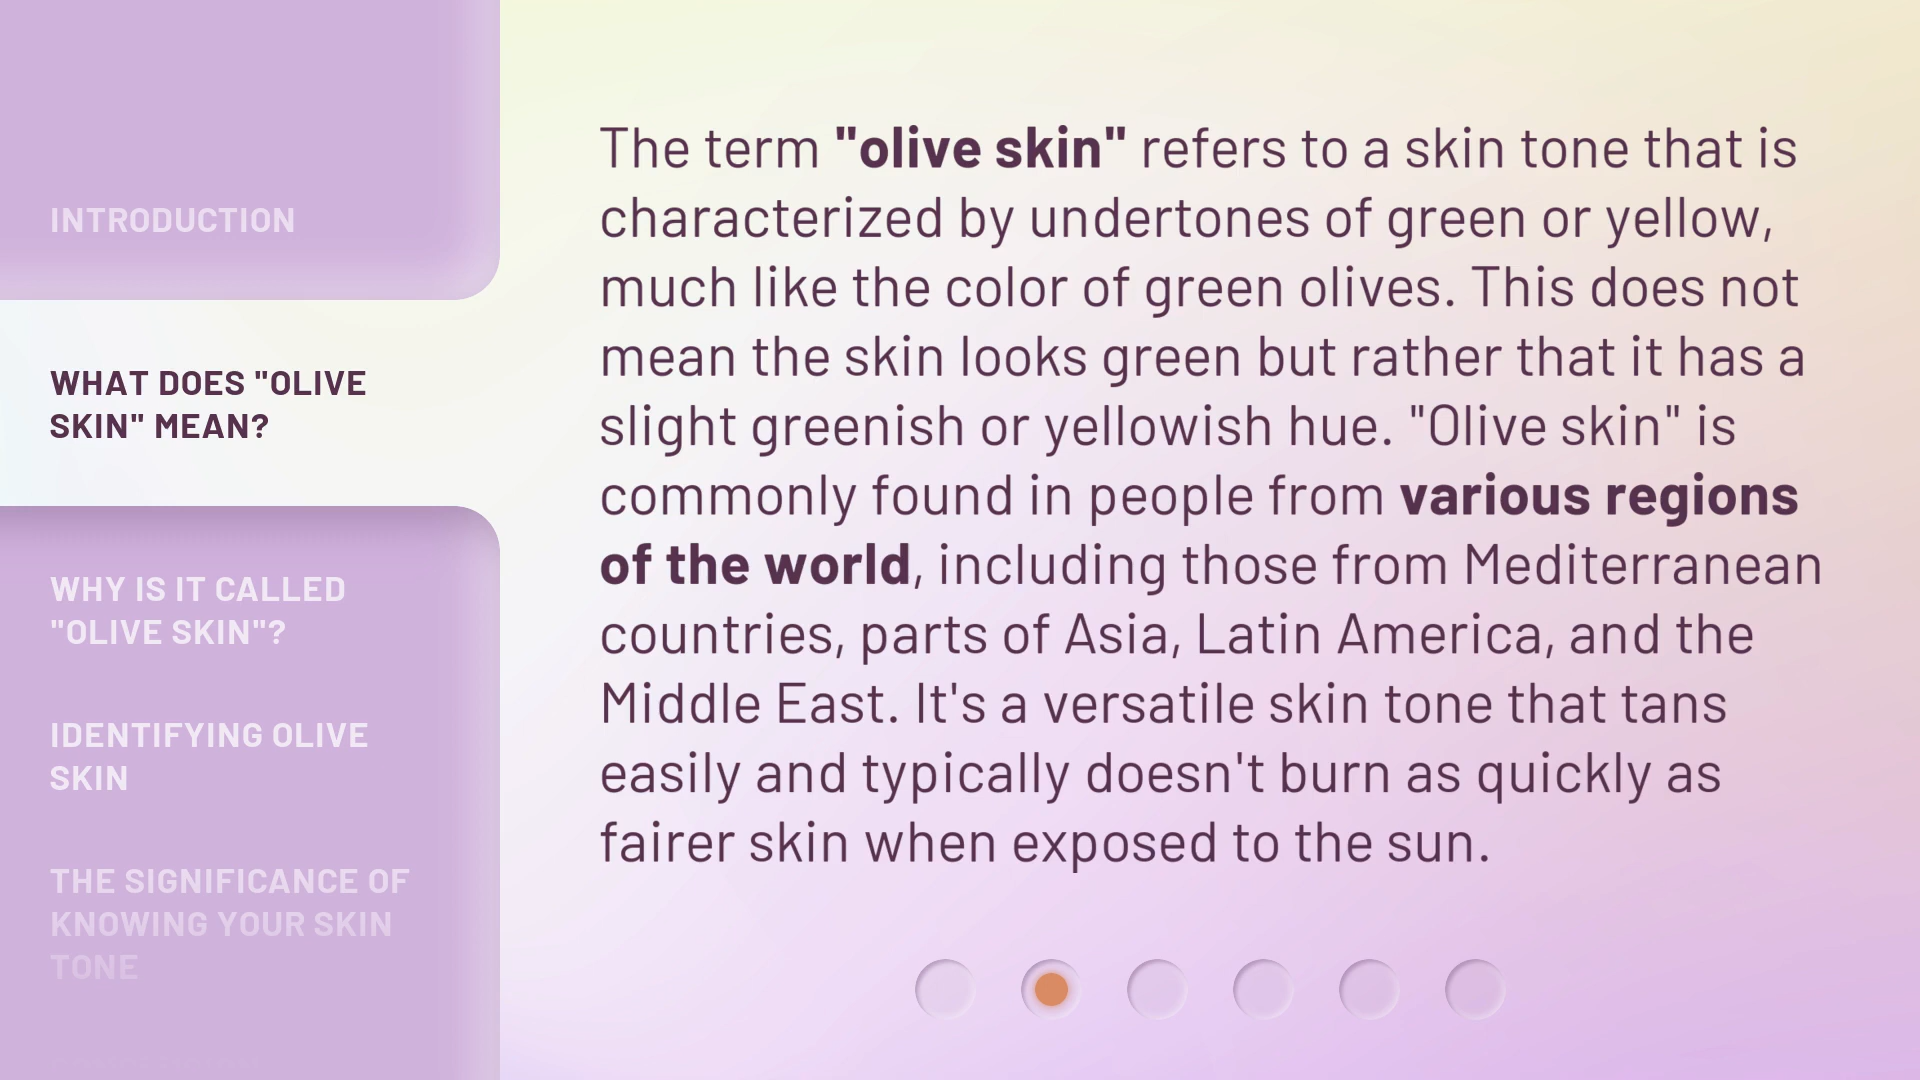 INTRODUCTION
WHAT DOES "OLIVE
SKIN" MEAN?
WHY IS IT CALLED
"OLIVE SKIN"?
IDENTIFYING OLIVE
SKIN
THE SIGNIFICANCE OF
KNOWING YOUR SKIN
TONE
The term "olive skin" refers to a skin tone that is
characterized by undertones of green or yellow,
much like the color of green olives. This does not
mean the skin looks green but rather that it has a
slight greenish or yellowish hue. "Olive skin" is
commonly found in people from various regions
of the world, including those from Mediterranean
countries, parts of Asia, Latin America, and the
Middle East. It's a versatile skin tone that tans
easily and typically doesn't burn as quickly as
fairer skin when exposed to the sun.